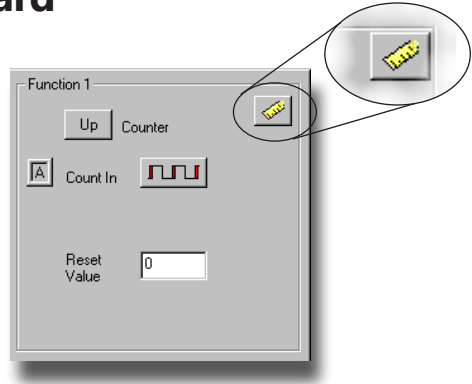 ard
Function 1
Up Counter
A Count In
Reset
Value
0